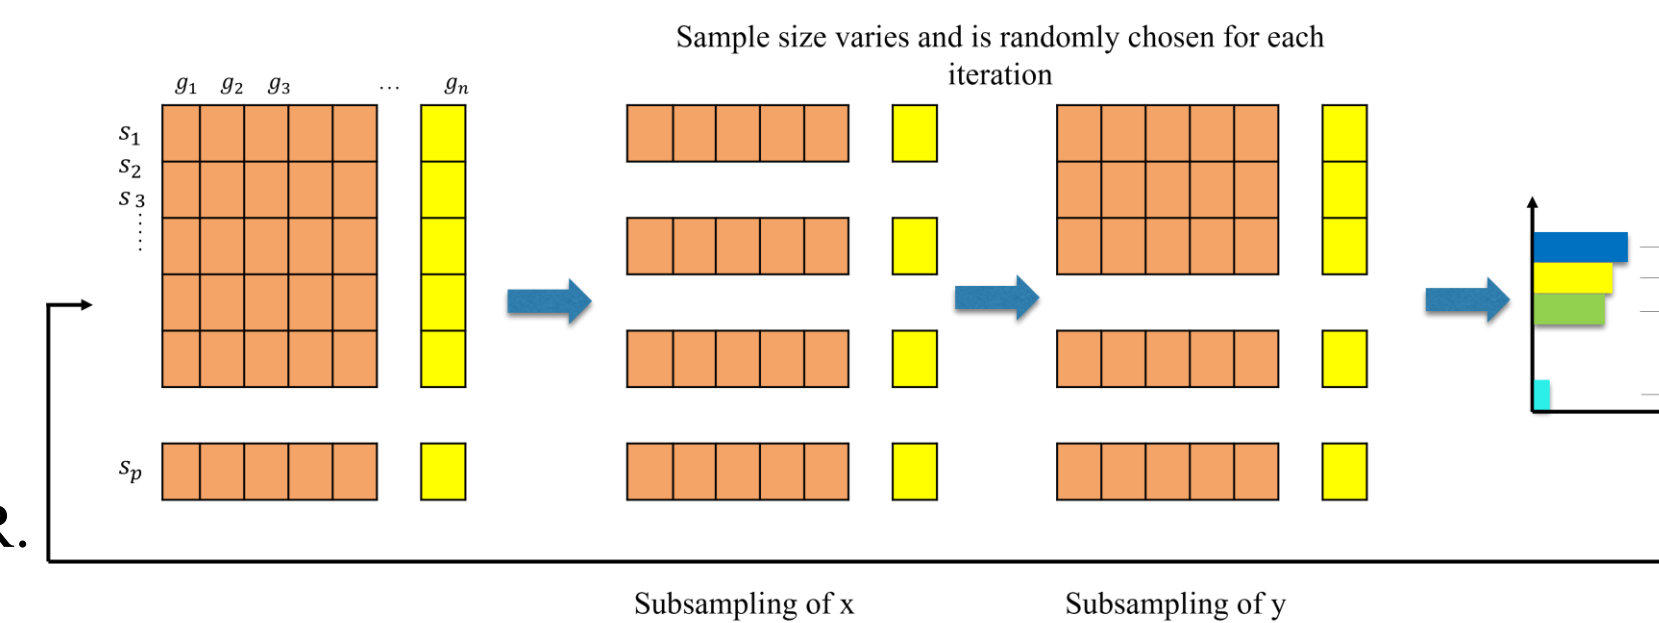 Sample size varies and is randomly chosen for each
iteration
g1 g2 g3 ... gn
s1
s2
s3
......
sp
R.
Subsampling of x
Subsampling of y